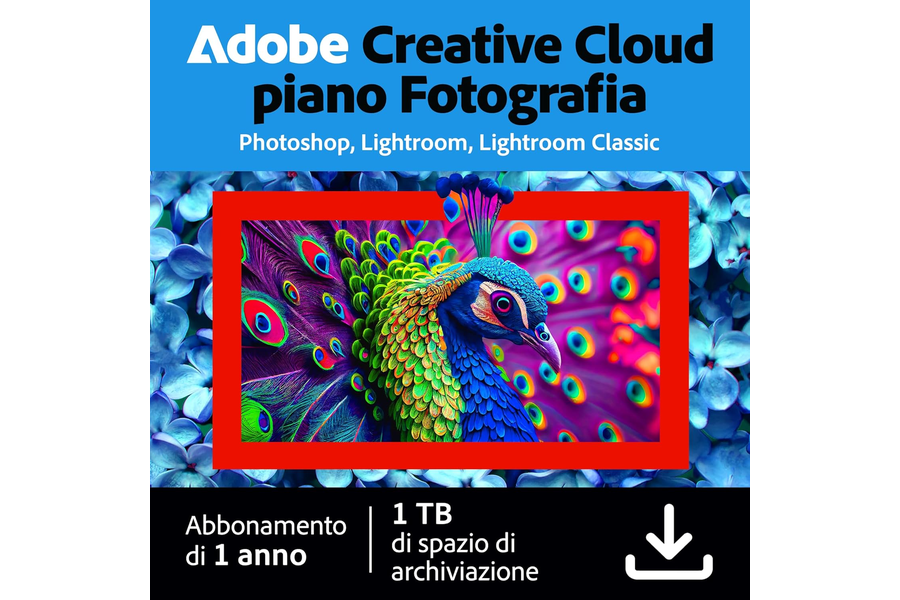 Adobe Creative Cloud
piano Fotografia
Photoshop, Lightroom, Lightroom Classic
Abbonamento
di 1 anno
1 TB
di spazio di
archiviazione